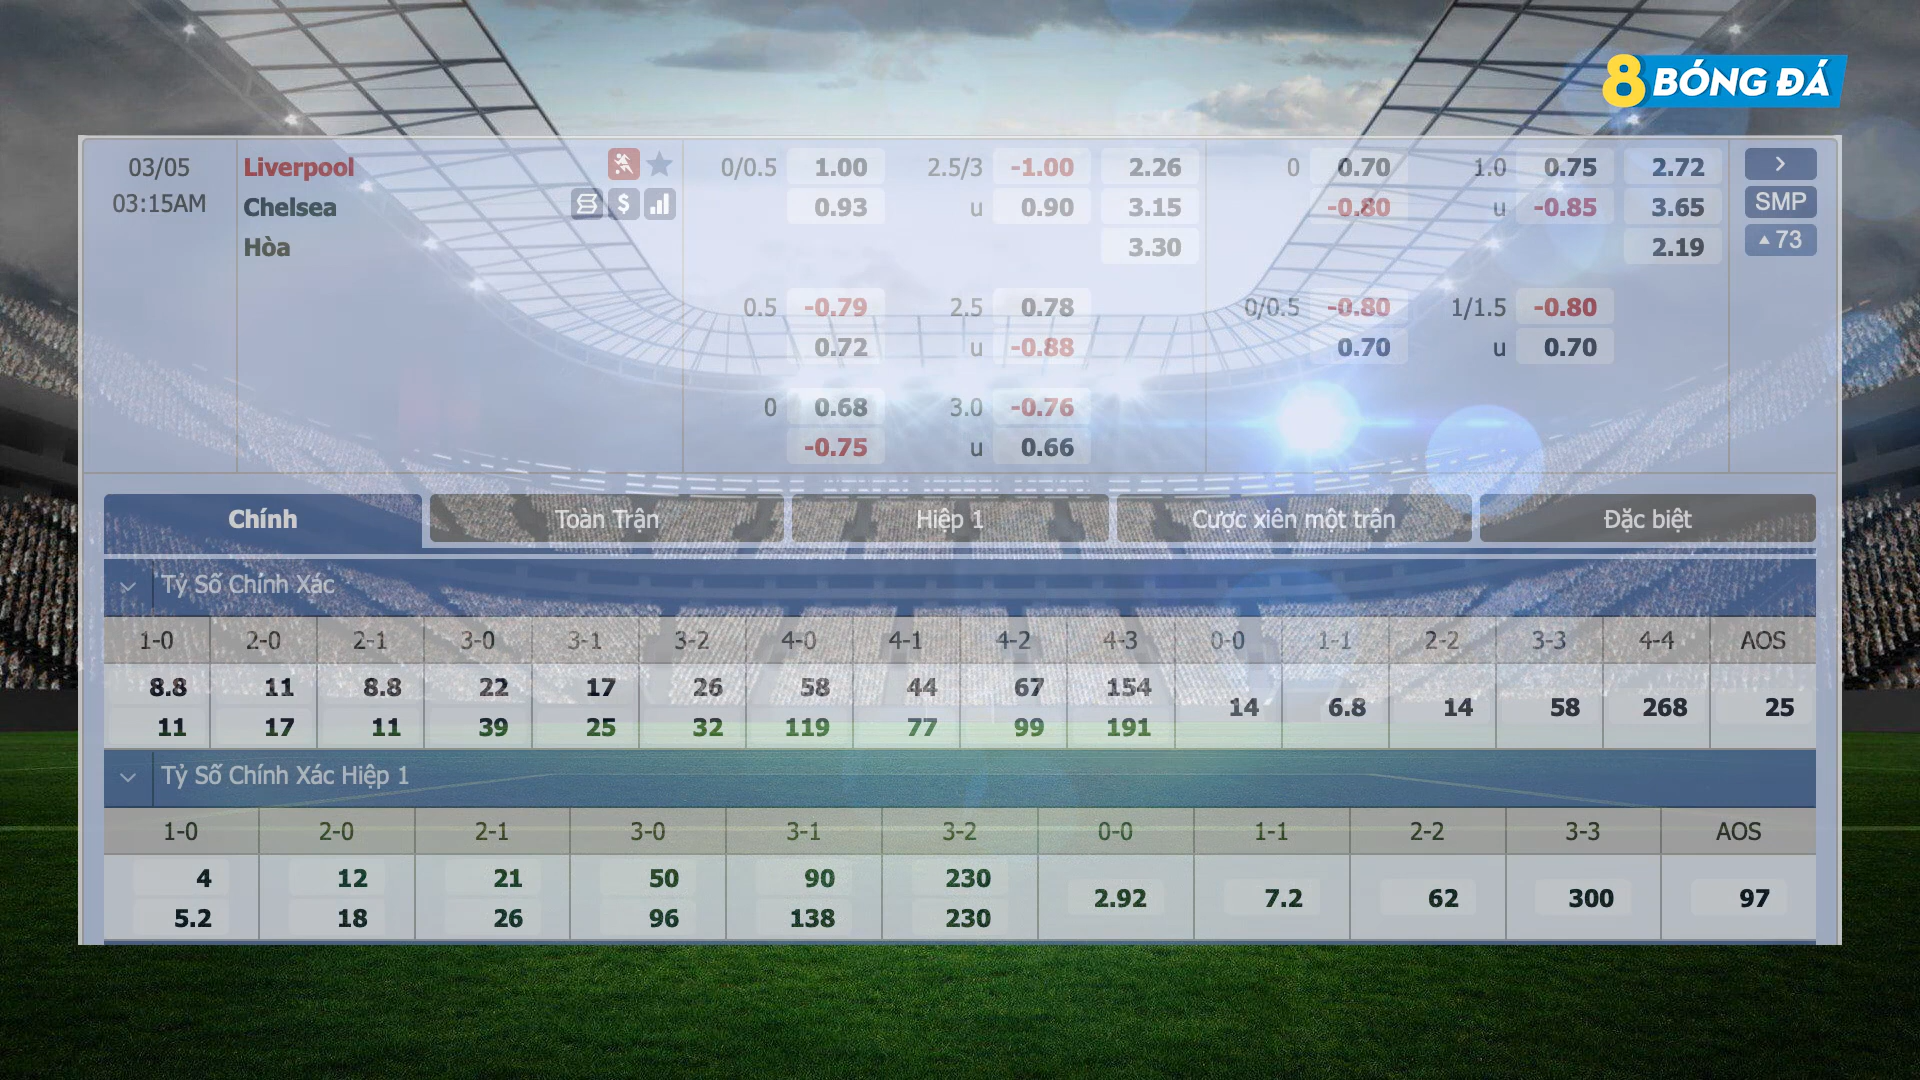 8 BÓNG ĐÁ
03/05 Liverpool 0/0.5 1.00 2.5/3 -1.00 2.26 0 0.70 1.0 0.75 2.72
03:15AM Chelsea $ 0.93 u 0.90 3.15 -0.80 u -0.85 3.65 SMP
Hòa 3.30 2.19 73
0.5 -0.79 2.5 0.78 0/0.5 -0.80 1/1.5 -0.80
0.72 u -0.88 0.70 u 0.70
0 0.68 3.0 -0.76
-0.75 u 0.66
Chính Toàn Trận Hiệp 1 Cược xiên một trận Đặc biệt
Tỷ Số Chính Xác
1-0 2-0 2-1 3-0 3-1 3-2 4-0 4-1 4-2 4-3 0-0 1-1 2-2 3-3 4-4 AOS
8.8 11 8.8 22 17 26 58 44 67 154
14 6.8 14 58 268 25
11 17 11 39 25 32 119 77 99 191
Tỷ Số Chính Xác Hiệp 1
1-0 2-0 2-1 3-0 3-1 3-2 0-0 1-1 2-2 3-3 AOS
4 12 21 50 90 230
2.92 7.2 62 300 97
5.2 18 26 96 138 230